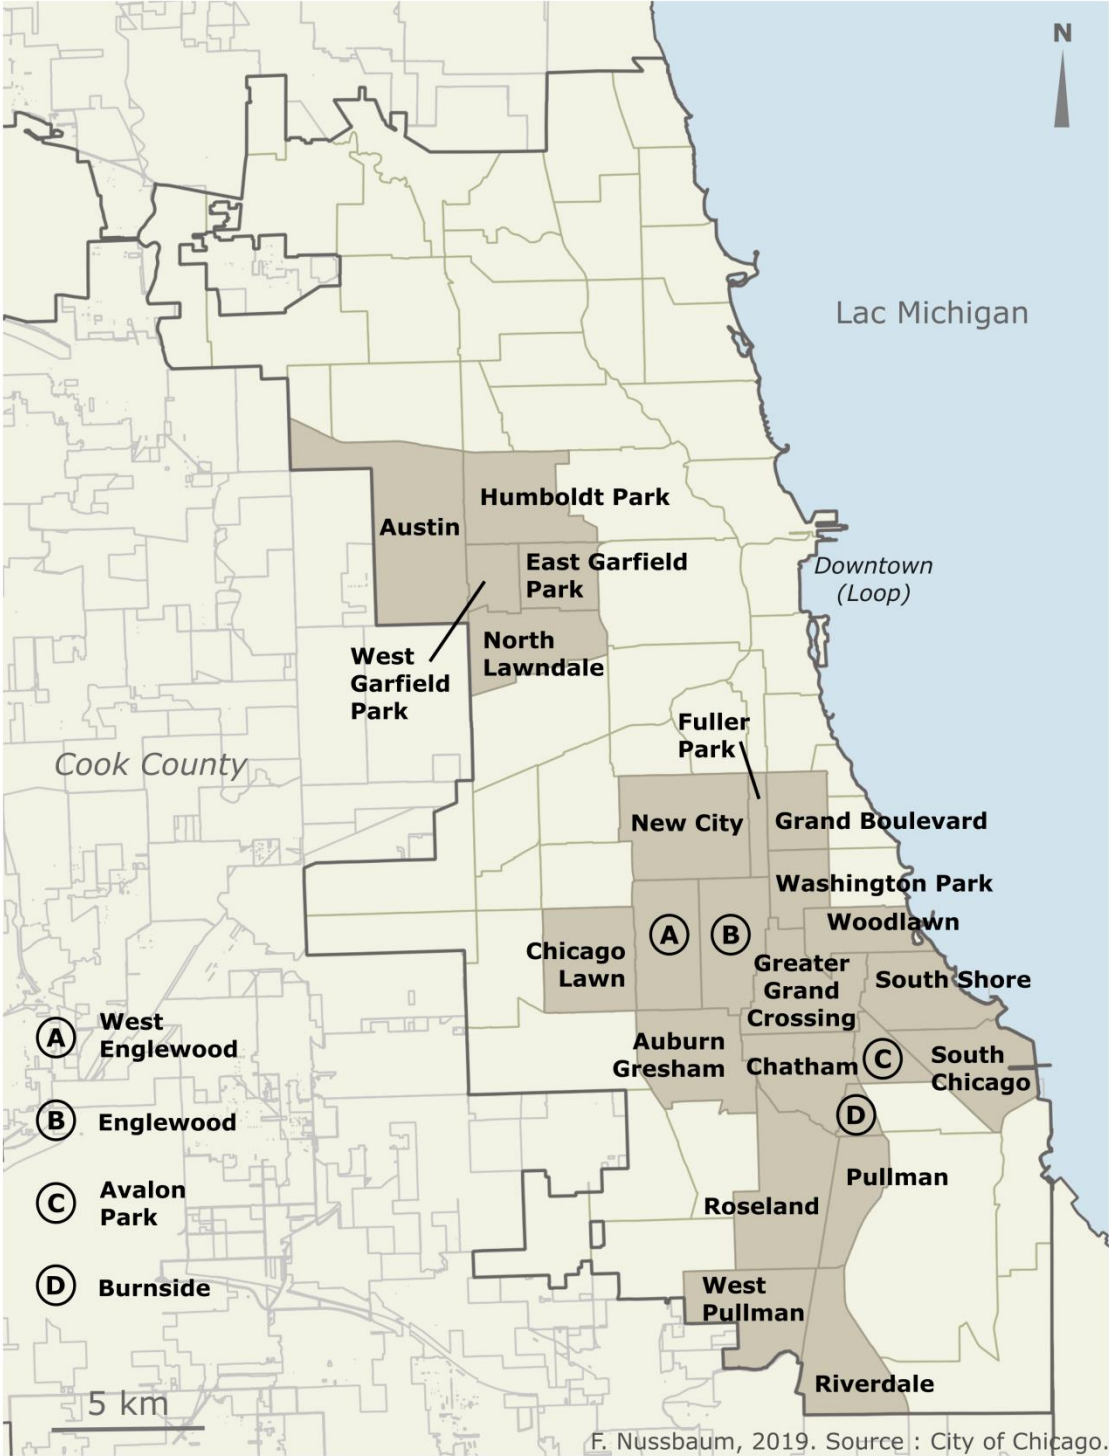 N
Lac Michigan
Humboldt Park
Austin
East Garfield
Park
Downtown
(Loop)
North
Lawndale
West
Garfield
Park
Fuller
Park
Cook County
New City
Grand Boulevard
Washington Park
Woodlawn
A
B
Chicago
Lawn
Greater
Grand
Crossing
South Shore
Auburn
Gresham
Chatham
C
South
Chicago
D
Pullman
Roseland
West
Pullman
Riverdale
A
West
Englewood
B
Englewood
C
Avalon
Park
D
Burnside
5 km
F. Nussbaum, 2019. Source : City of Chicago.